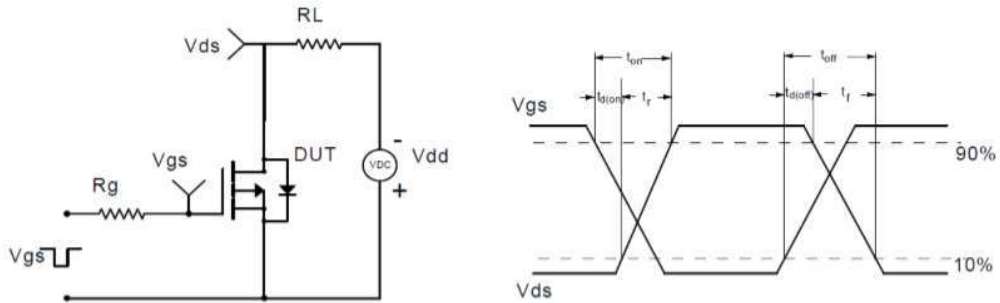 RL
Vds
DUT
Vgs
Rg
Vgs
VDC
-
Vdd
+
ton
toff
td(on)
tr
td(off)
tf
Vgs
90%
10%
Vds